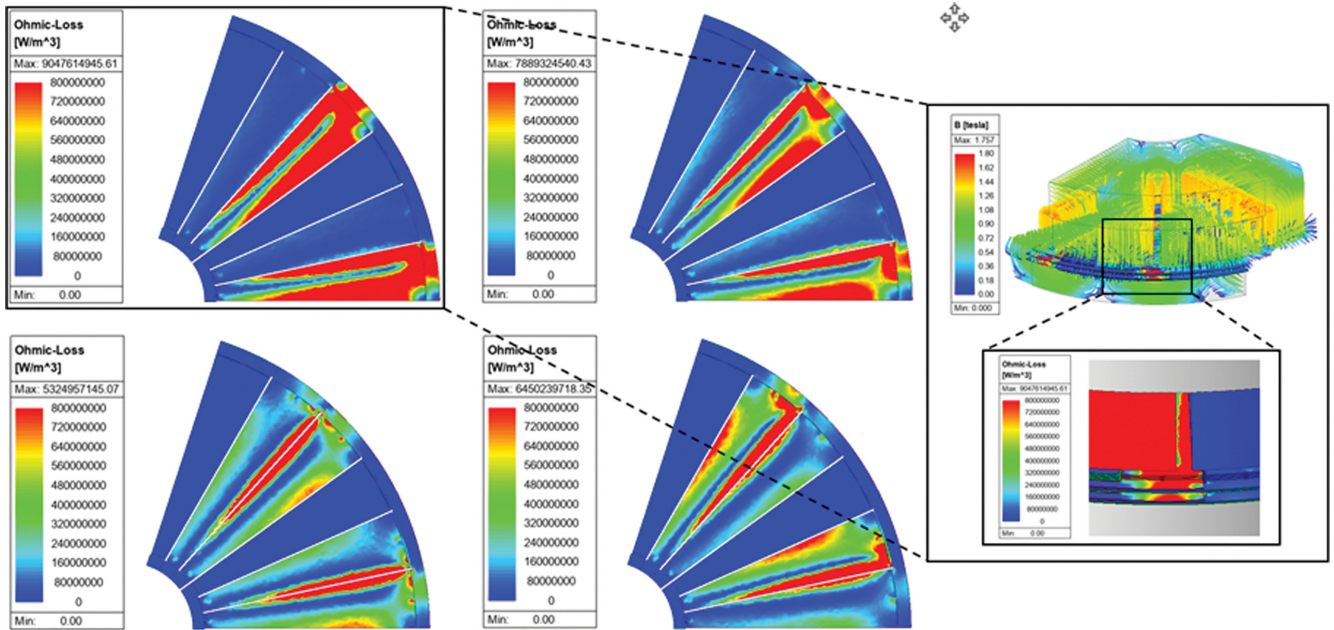 Ohmic-Loss
[W/m^3]
Max: 9047614945.61
800000000
720000000
640000000
560000000
480000000
400000000
320000000
240000000
160000000
80000000
0
Min: 0.00
Ohmic-Loss
[W/m^3]
Max: 7889324540.43
800000000
720000000
640000000
560000000
480000000
400000000
320000000
240000000
160000000
80000000
0
Min: 0.00
B [tesla]
Max: 1.757
1.80
1.62
1.44
1.26
1.08
0.90
0.72
0.54
0.36
0.18
0.00
Min: 0.000
Ohmic-Loss
[W/m^3]
Max: 5324957145.07
800000000
720000000
640000000
560000000
480000000
400000000
320000000
240000000
160000000
80000000
0
Min: 0.00
Ohmic-Loss
[W/m^3]
Max: 6450239718.35
800000000
720000000
640000000
560000000
480000000
400000000
320000000
240000000
160000000
80000000
0
Min: 0.00
Ohmic-Loss
[W/m^3]
Max: 9047614945.61
800000000
720000000
640000000
560000000
480000000
400000000
320000000
240000000
160000000
80000000
0
Min: 0.00